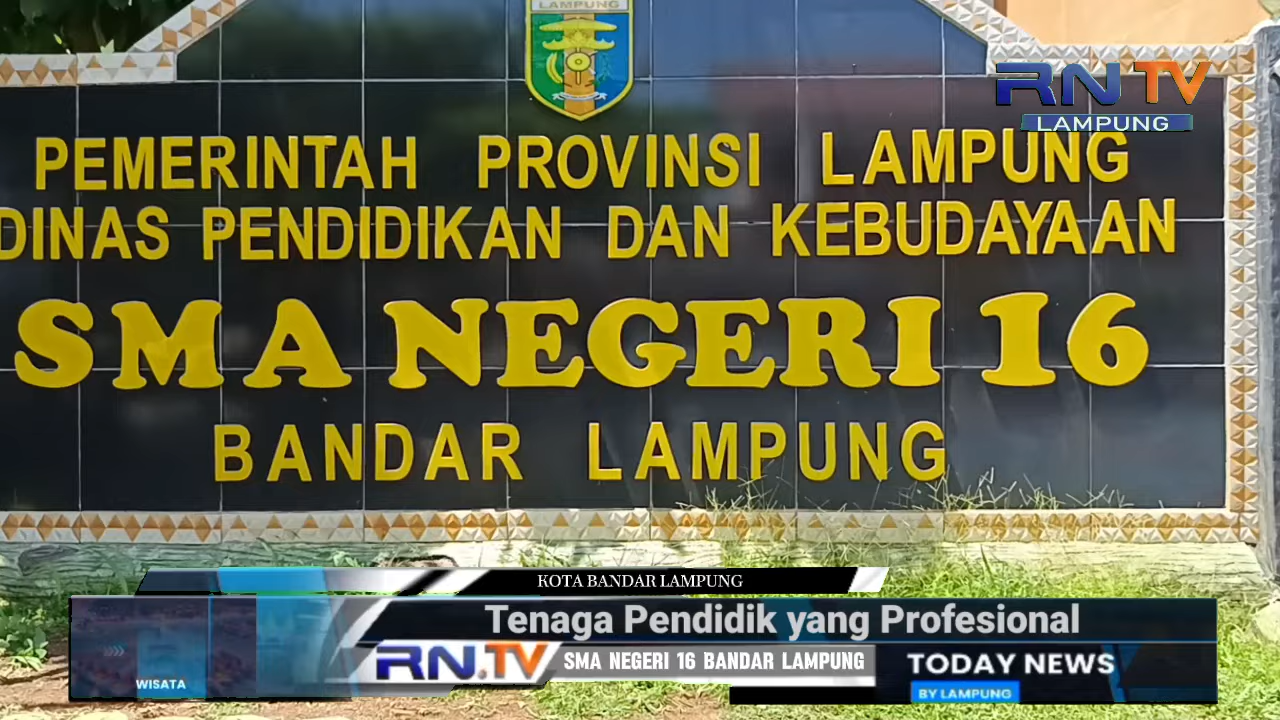 LAMPUNG
RN TV
LAMPUNG
PEMERINTAH PROVINSI LAMPUNG
DINAS PENDIDIKAN DAN KEBUDAYAAN
SMA NEGERI 16
BANDAR LAMPUNG
KOTA BANDAR LAMPUNG
Tenaga Pendidik yang Profesional
RN.TV
SMA NEGERI 16 BANDAR LAMPUNG
TODAY NEWS
WISATA
BY LAMPUNG